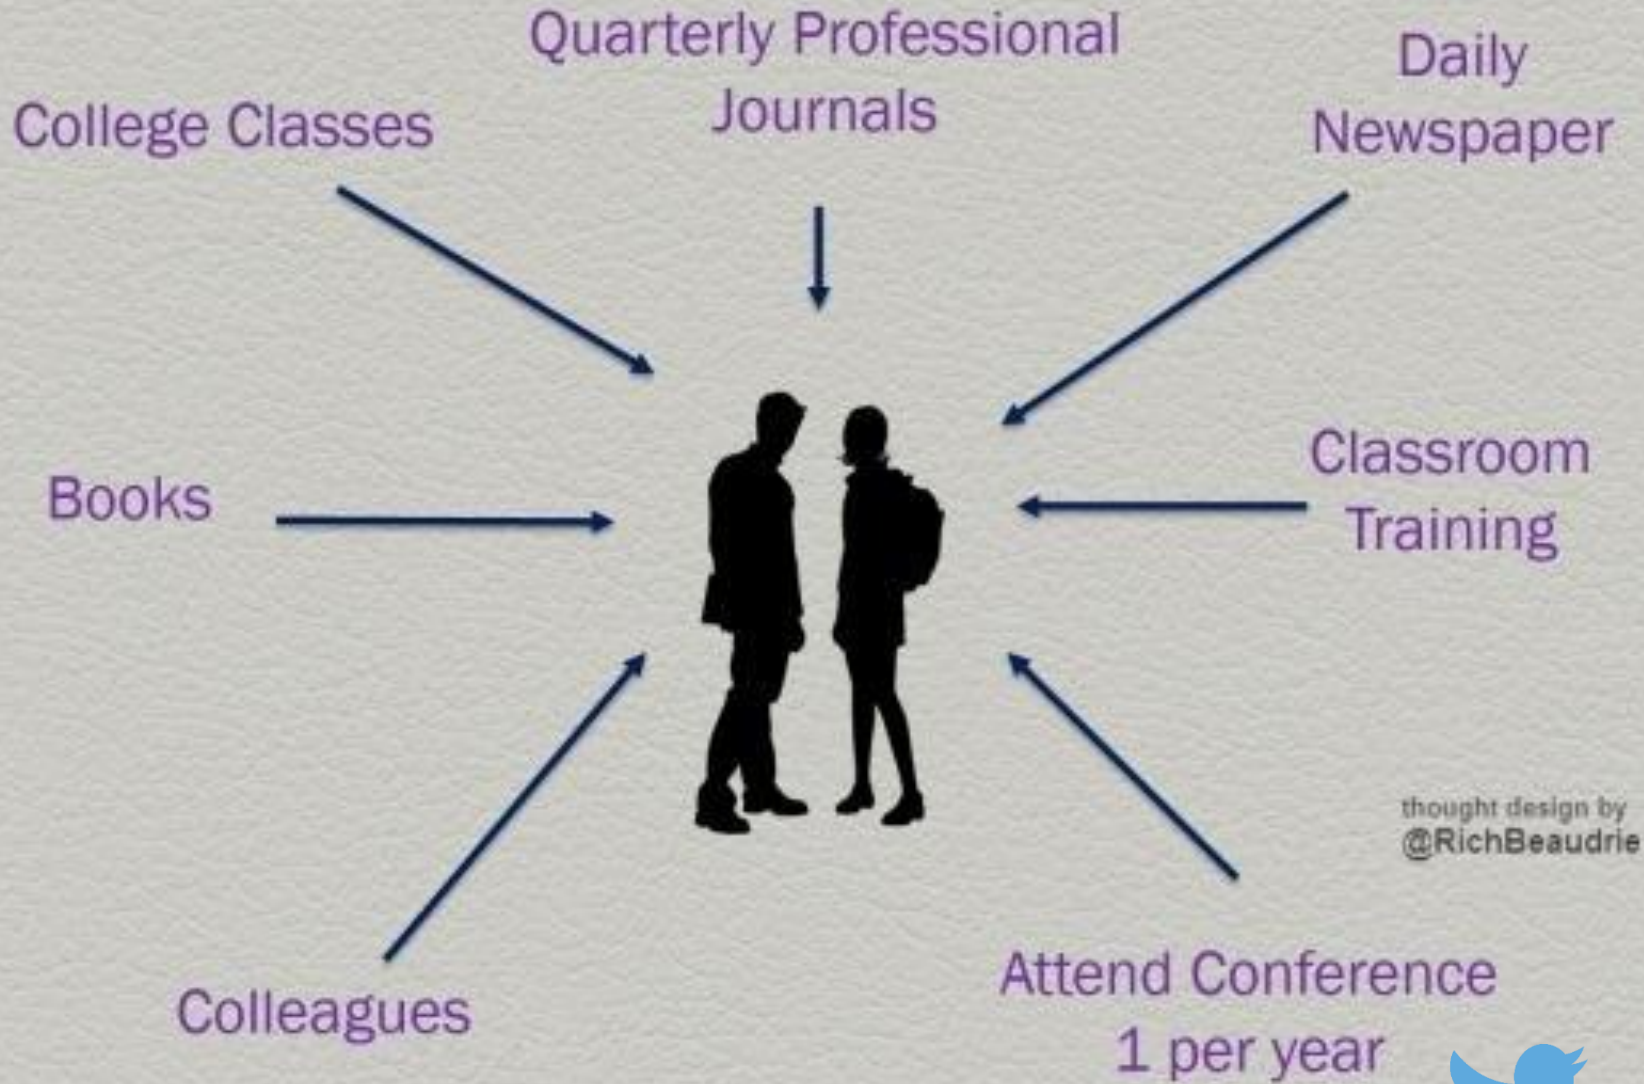 Quarterly Professional
Journals
Daily
Newspaper
College Classes
Books
Classroom
Training
thought design by
@RichBeaudrie
Colleagues
Attend Conference
1 per year